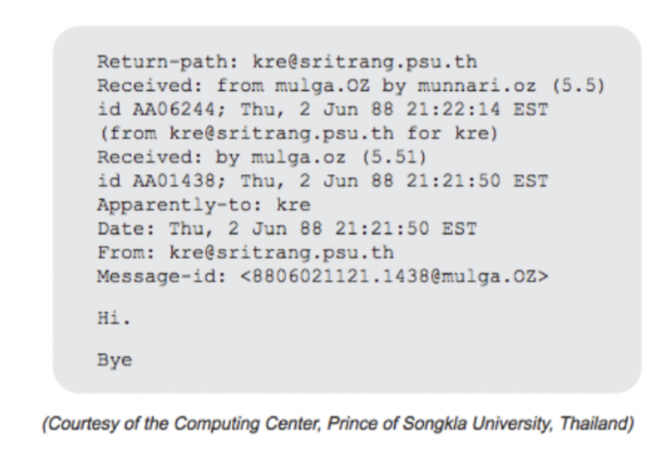 Return-path: kre@sritrang.psu.th
Received: from mulga.OZ by munnari.oz (5.5)
id AA06244; Thu, 2 Jun 88 21:22:14 EST
(from kre@sritrang.psu.th for kre)
Received: by mulga.oz (5.51)
id AA01438; Thu, 2 Jun 88 21:21:50 EST
Apparently-to: kre
Date: Thu, 2 Jun 88 21:21:50 EST
From: kre@sritrang.psu.th
Message-id: <8806021121.1438@mulga.OZ>
Hi.
Bye
(Courtesy of the Computing Center, Prince of Songkla University, Thailand)